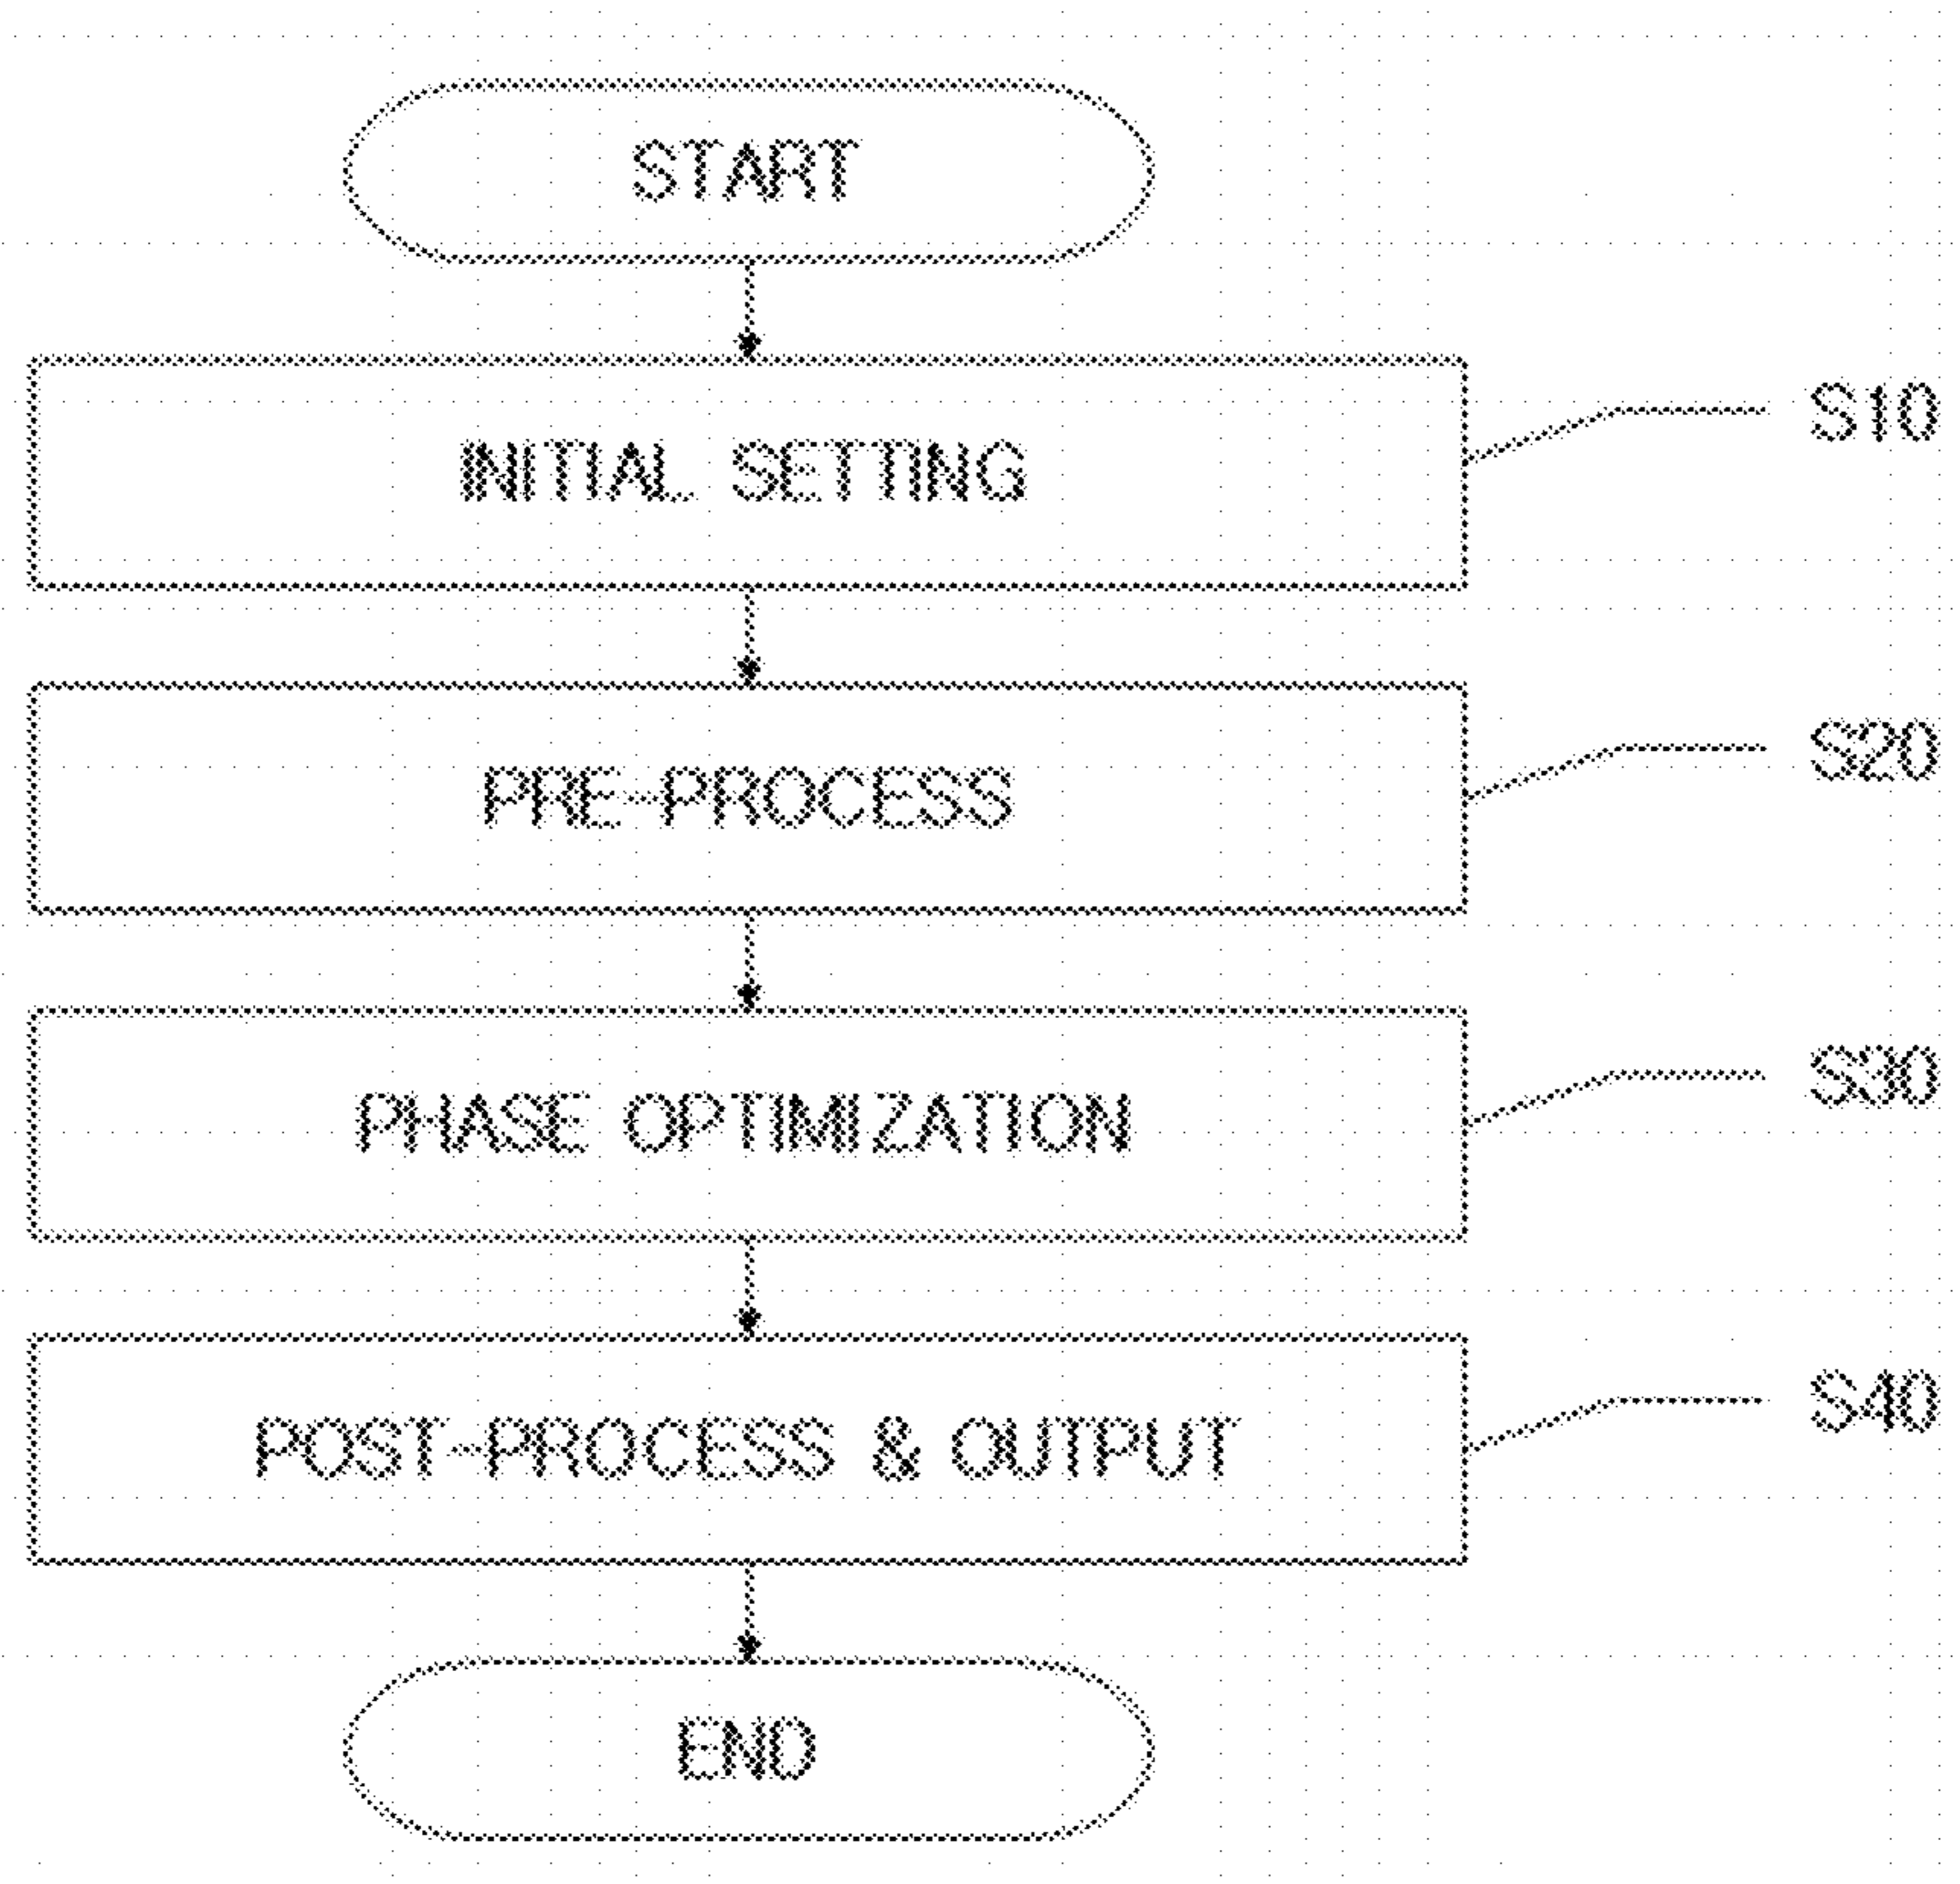 START
INITIAL SETTING
S10
PRE-PROCESS
S20
PHASE OPTIMIZATION
S30
POST-PROCESS & OUTPUT
S40
END